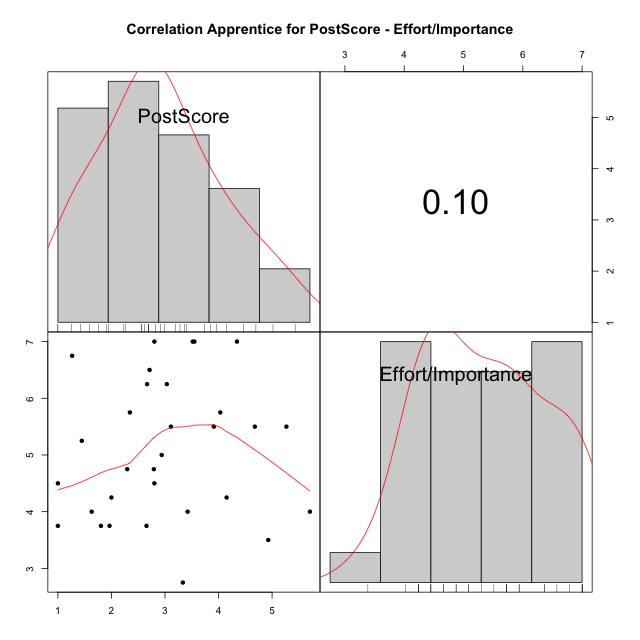 Correlation Apprentice for PostScore - Effort/Importance
3 4 5 6 7
PostScore
0.10
5
4
3
2
1
7
6
5
4
3
Effort/Importance
1 2 3 4 5